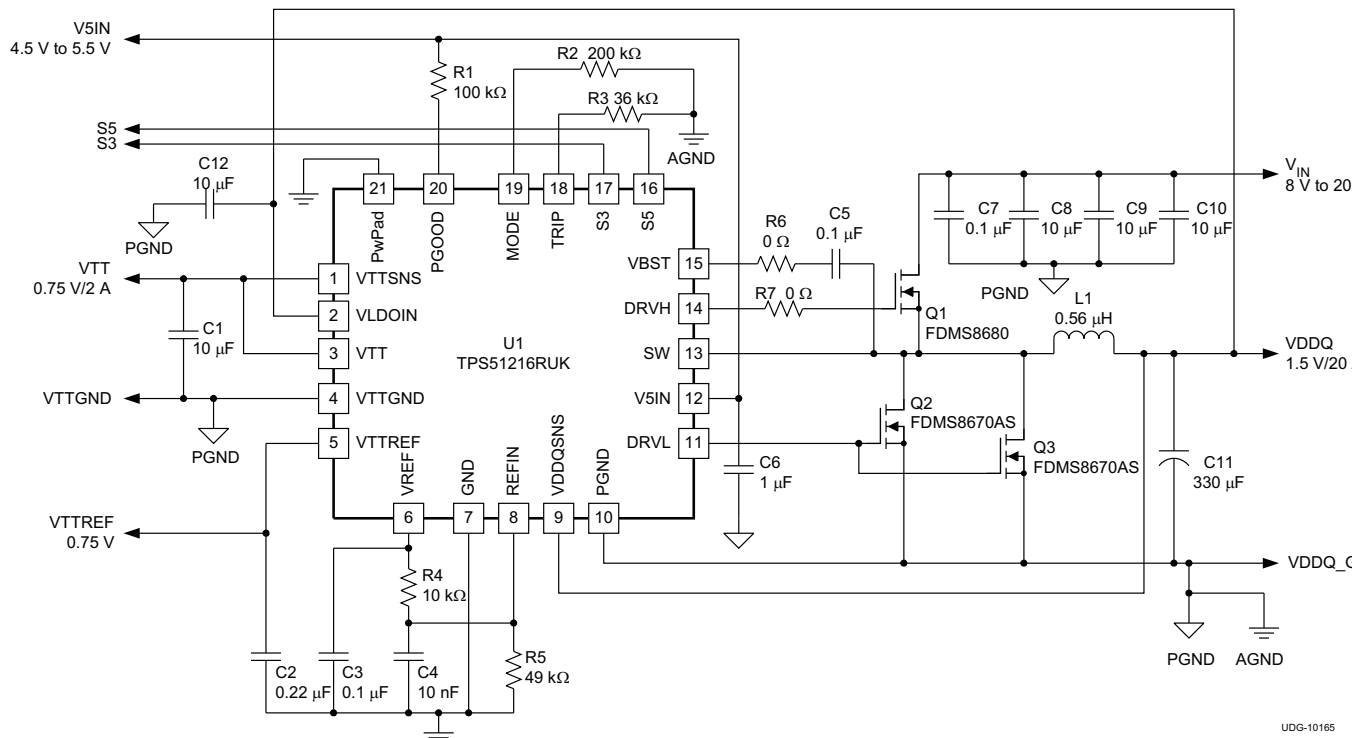 V5IN
4.5 V to 5.5 V
R1
100 kΩ
R2 200 kΩ
R3 36 kΩ
AGND
S5
S3
C12
10 μF
PGND
21
20
19
18
17
16
PwPad
PGOOD
MODE
TRIP
S3
S5
VTT
0.75 V/2 A
C1
10 μF
VTTGND
PGND
1 VTTSNS
2 VLDOIN
3 VTT
4 VTTGND
5 VTTREF
U1
TPS51216RUK
VBST 15
DRVH 14
SW 13
V5IN 12
DRVL 11
R6
0 Ω
C5
0.1 μF
R7 0 Ω
Q1
FDMS8680
VIN
8 V to 20
C7
0.1 μF
C8
10 μF
C9
10 μF
C10
10 μF
PGND
L1
0.56 μH
VDDQ
1.5 V/20
Q2
FDMS8670AS
Q3
FDMS8670AS
C6
1 μF
C11
330 μF
VREF
GND
REFIN
VDDQSNS
PGND
6
7
8
9
10
VTTREF
0.75 V
R4
10 kΩ
C2
0.22 μF
C3
0.1 μF
C4
10 nF
R5
49 kΩ
VDDQ_G
PGND
AGND
UDG-10165